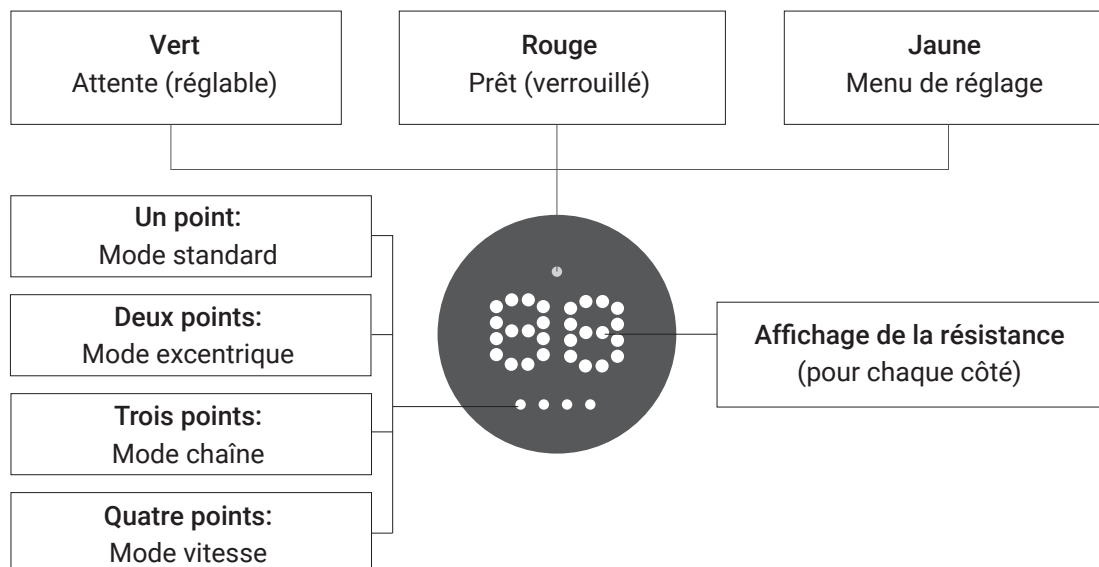 Vert
Attente (réglable)
Rouge
Prêt (verrouillé)
Jaune
Menu de réglage
Un point:
Mode standard
Deux points:
Mode excentrique
Trois points:
Mode chaîne
Quatre points:
Mode vitesse
88
Affichage de la résistance
(pour chaque côté)